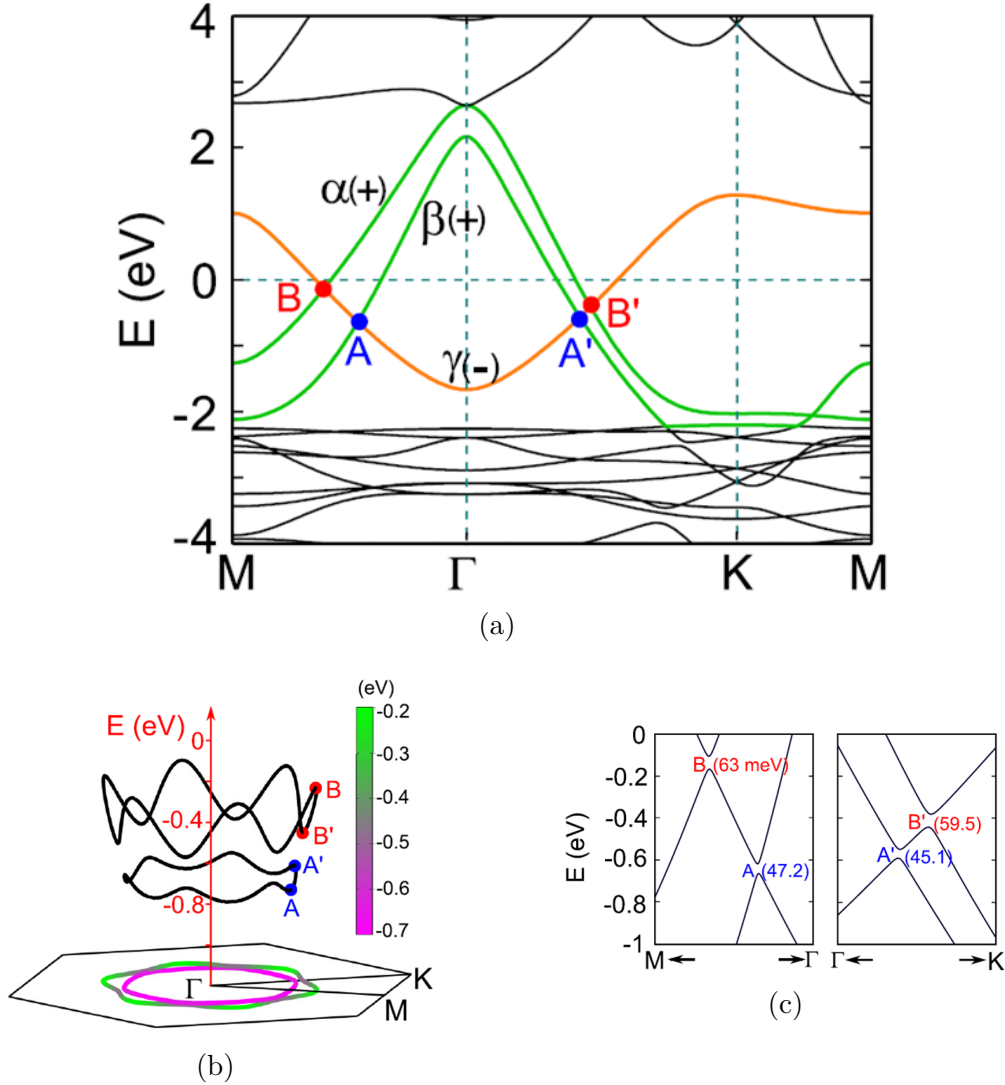 4
2
0
-2
-4
E (eV)
α(+)
β(+)
B
A
γ(-)
A'
B'
M Γ K M
(a)
E (eV)
0
-0.4
-0.8
B
B'
A'
A
Γ
K
M
(eV)
-0.2
-0.3
-0.4
-0.5
-0.6
-0.7
(b)
E (eV)
0
-0.2
-0.4
-0.6
-0.8
-1
B (63 meV)
A (47.2)
M Γ
B' (59.5)
A' (45.1)
Γ K
(c)